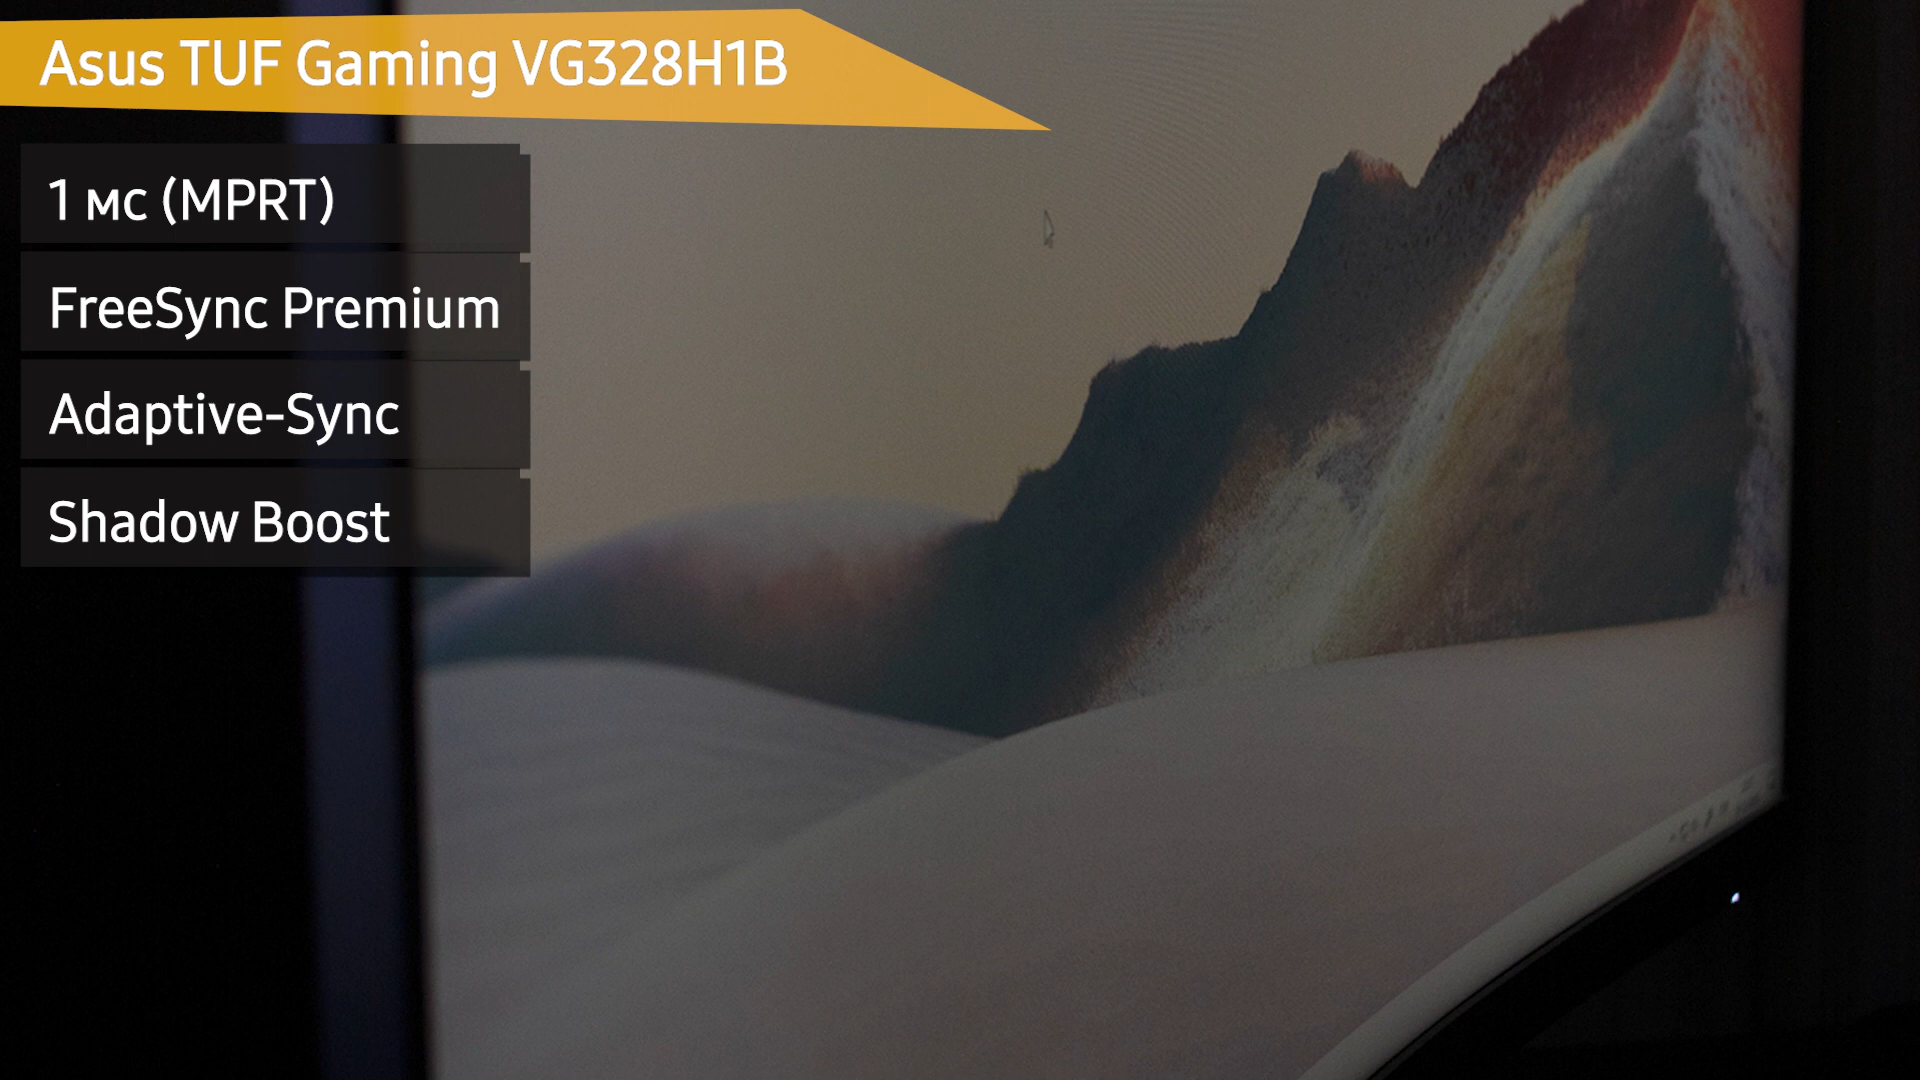 Asus TUF Gaming VG328H1B
1 мс (MPRT)
FreeSync Premium
Adaptive-Sync
Shadow Boost